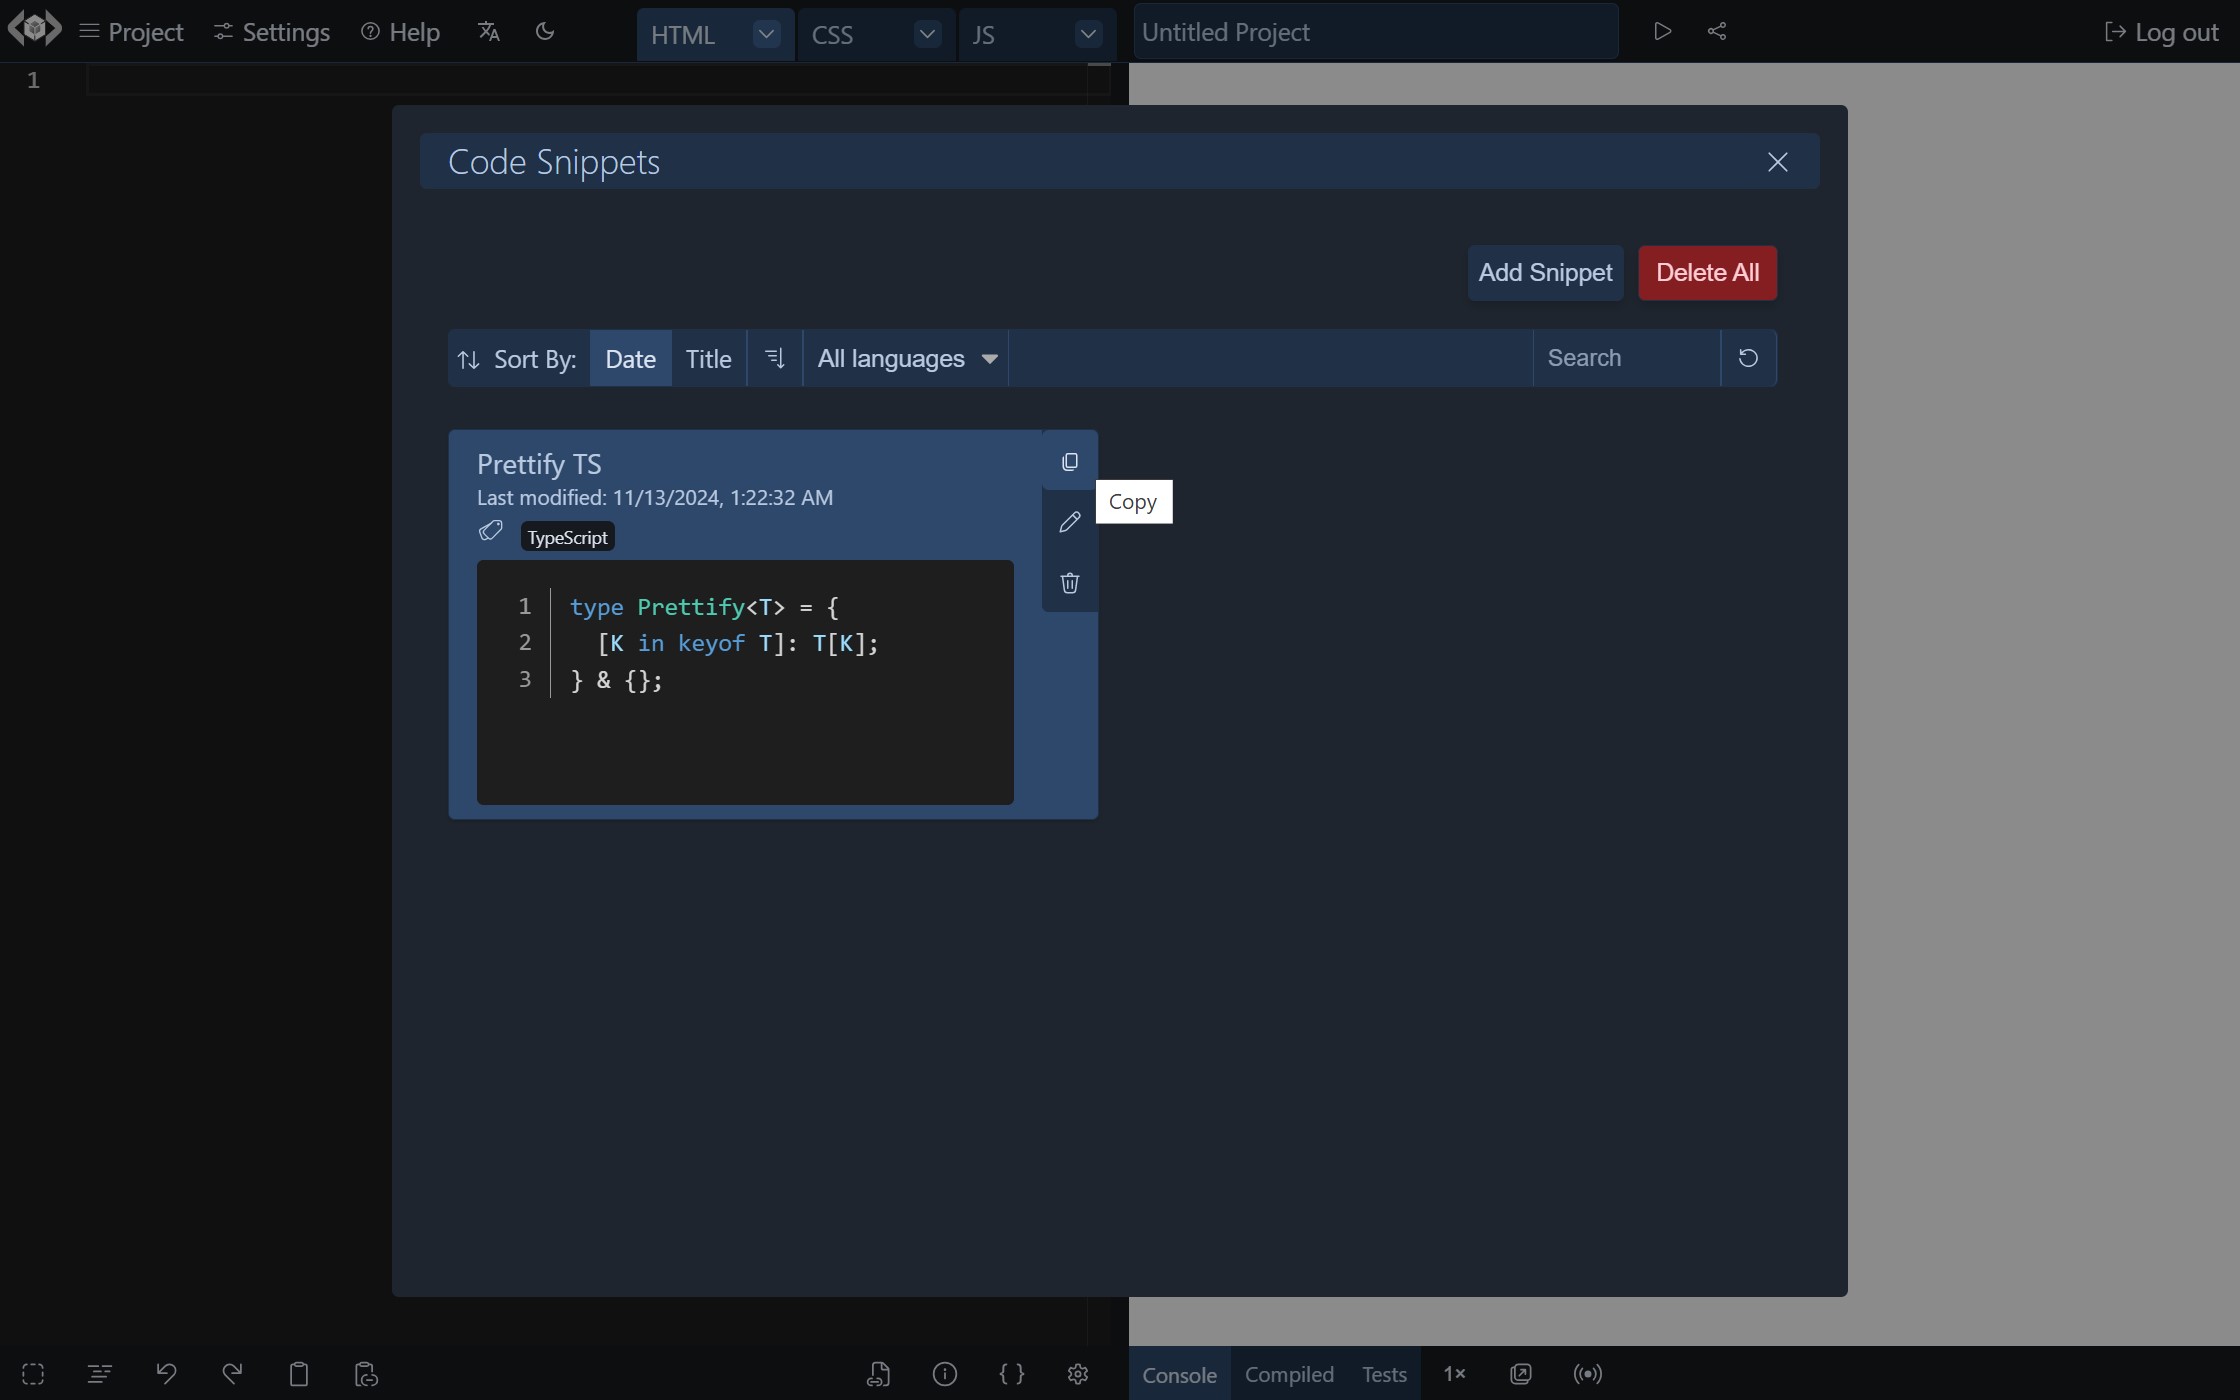 Project Settings Help HTML CSS JS Untitled Project Log out
1
Code Snippets
Add Snippet Delete All
Sort By: Date Title All languages Search
Prettify TS
Last modified: 11/13/2024, 1:22:32 AM
Copy
TypeScript
1 type Prettify<T> = {
2 [K in keyof T]: T[K];
3 } & {};
Console Compiled Tests 1×